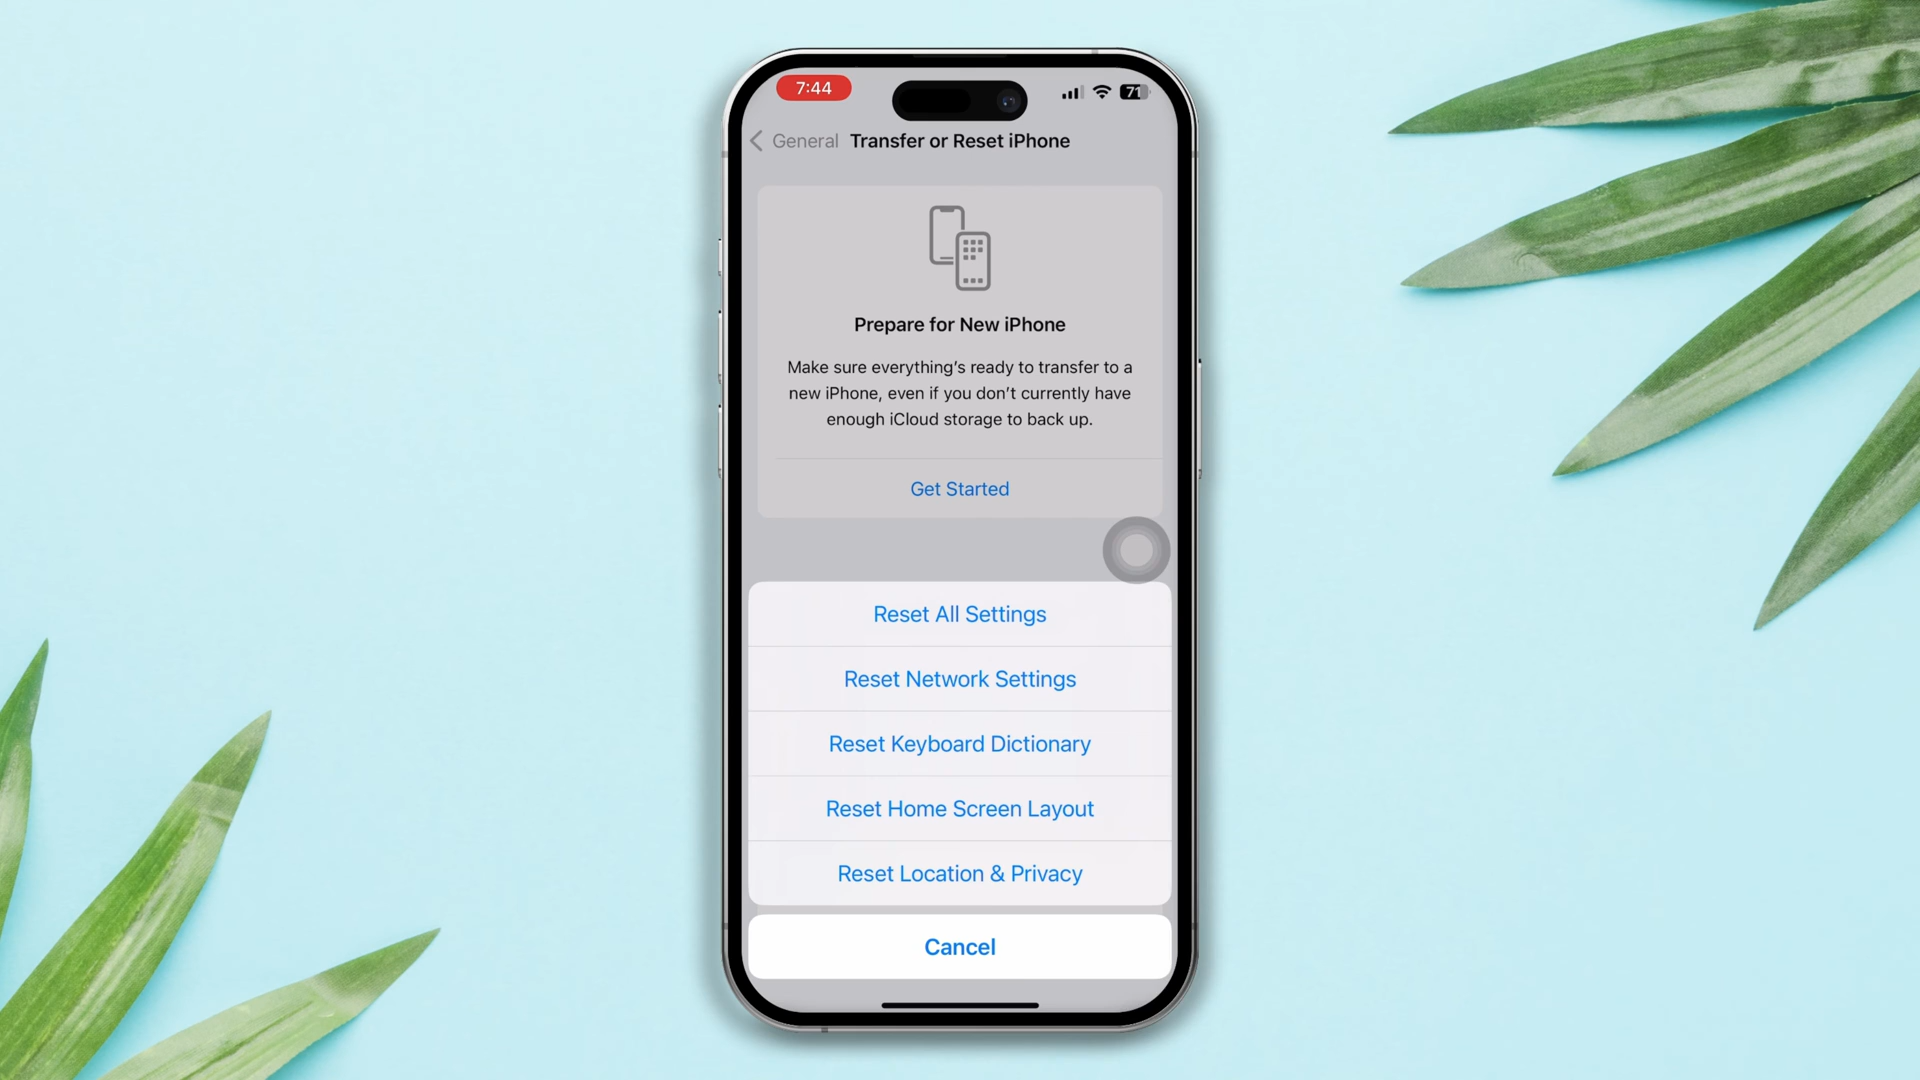 7:44
71
General
Transfer or Reset iPhone
Prepare for New iPhone
Make sure everything's ready to transfer to a
new iPhone, even if you don't currently have
enough iCloud storage to back up.
Get Started
Reset All Settings
Reset Network Settings
Reset Keyboard Dictionary
Reset Home Screen Layout
Reset Location & Privacy
Cancel